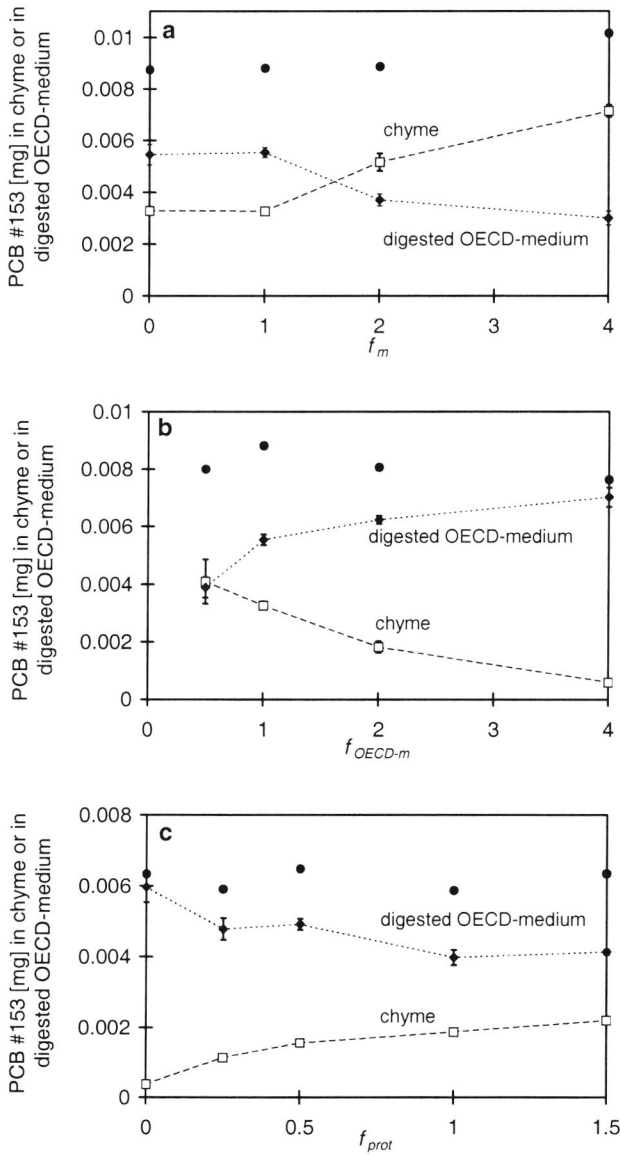 a
PCB #153 [mg] in chyme or in
digested OECD-medium
0.01
0.008
0.006
0.004
0.002
0
chyme
digested OECD-medium
0 1 2 3 4
f_m
b
PCB #153 [mg] in chyme or in
digested OECD-medium
0.01
0.008
0.006
0.004
0.002
0
digested OECD-medium
chyme
0 1 2 3 4
f_OECD-m
c
PCB #153 [mg] in chyme or in
digested OECD-medium
0.008
0.006
0.004
0.002
0
digested OECD-medium
chyme
0 0.5 1 1.5
f_prot